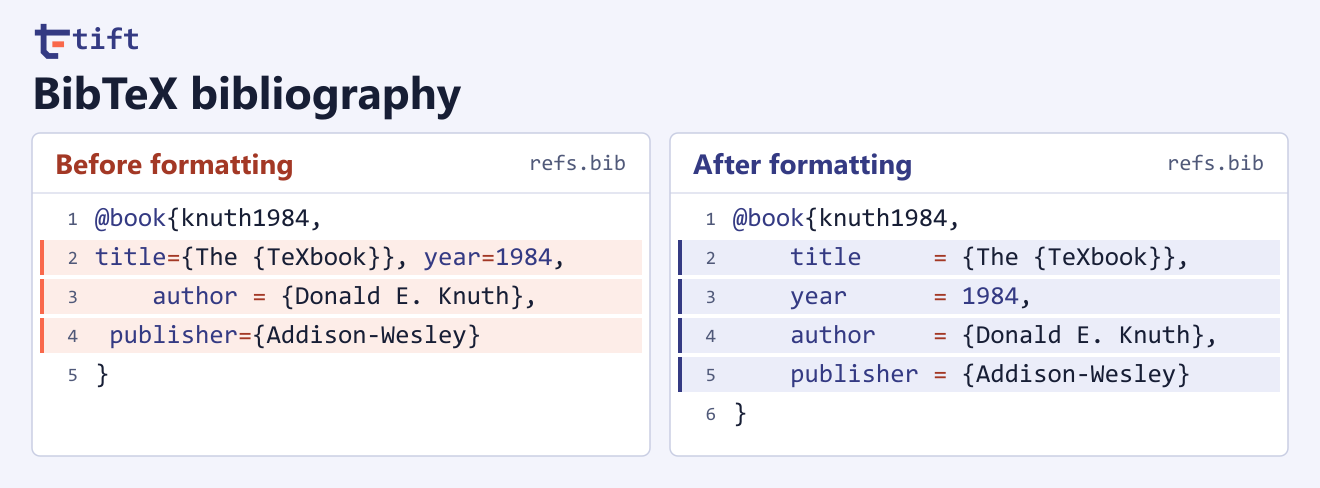 tift
BibTeX bibliography
Before formatting
refs.bib
1 @book{knuth1984,
2 title={The {TeXbook}}, year=1984,
3     author = {Donald E. Knuth},
4  publisher={Addison-Wesley}
5 }
After formatting
refs.bib
1 @book{knuth1984,
2     title     = {The {TeXbook}},
3     year      = 1984,
4     author    = {Donald E. Knuth},
5     publisher = {Addison-Wesley}
6 }